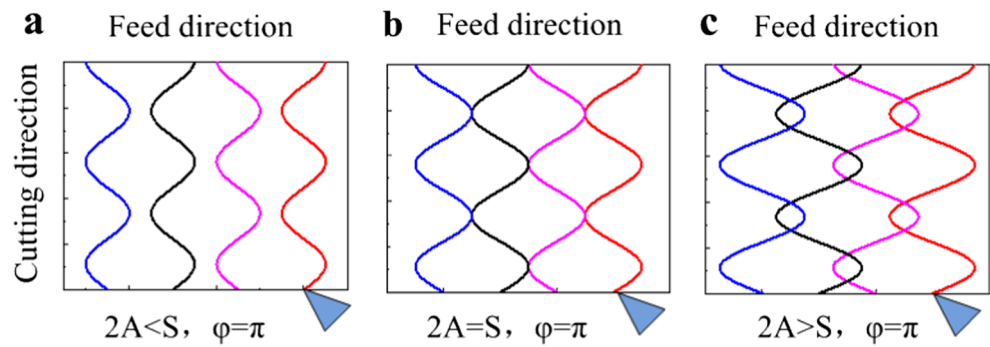 a
Feed direction
b
Feed direction
c
Feed direction
Cutting direction
2A<S, φ=π
2A=S, φ=π
2A>S, φ=π